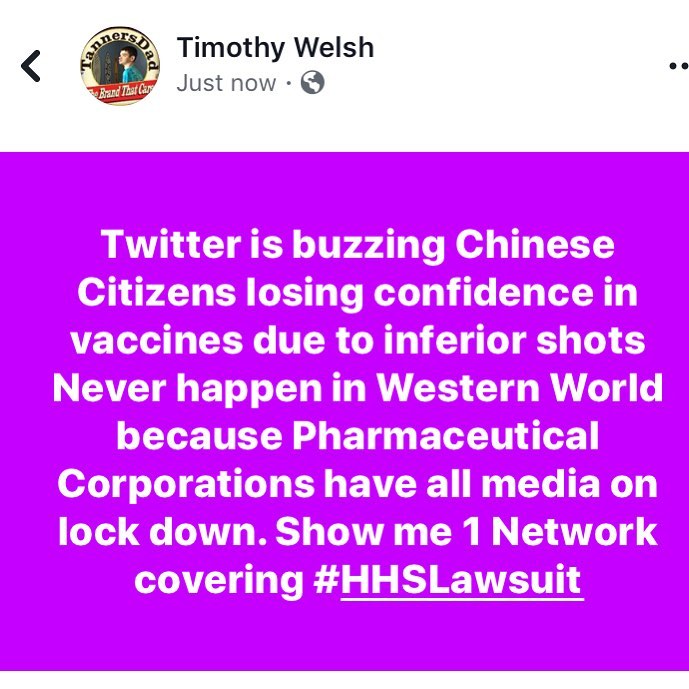 TannersDad
The Brand That Cares
Timothy Welsh
Just now ·
Twitter is buzzing Chinese
Citizens losing confidence in
vaccines due to inferior shots
Never happen in Western World
because Pharmaceutical
Corporations have all media on
lock down. Show me 1 Network
covering #HHSLawsuit